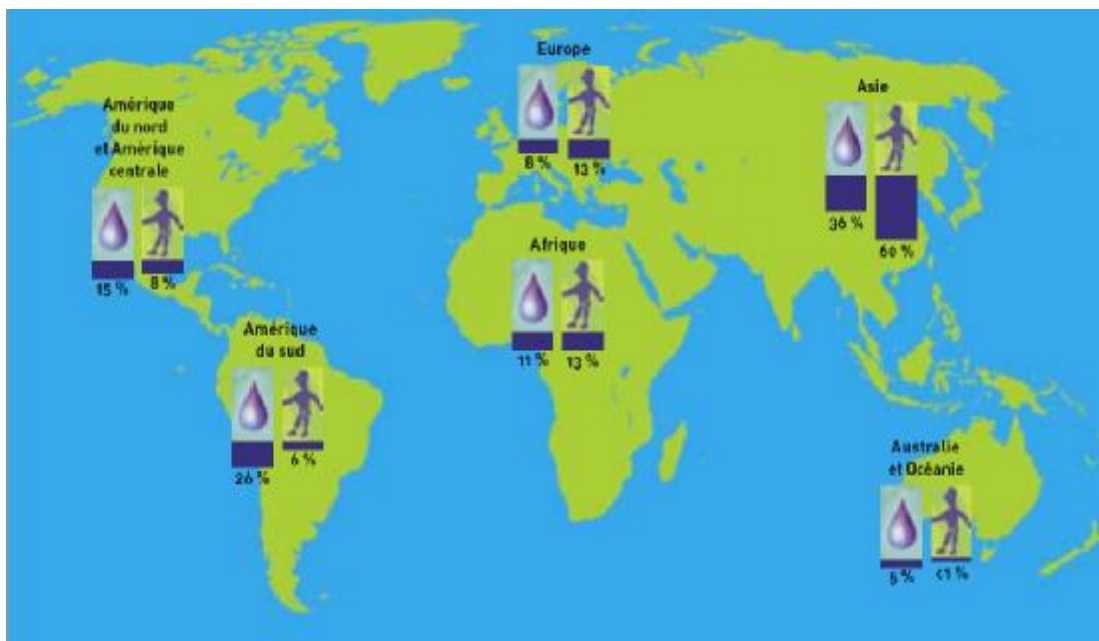 Amérique
du nord
et Amérique
centrale
15 % 8 %
Amérique
du sud
26 % 6 %
Europe
8 % 13 %
Afrique
11 % 13 %
Asie
36 %
60 %
Australie
et Océanie
5 % <1 %